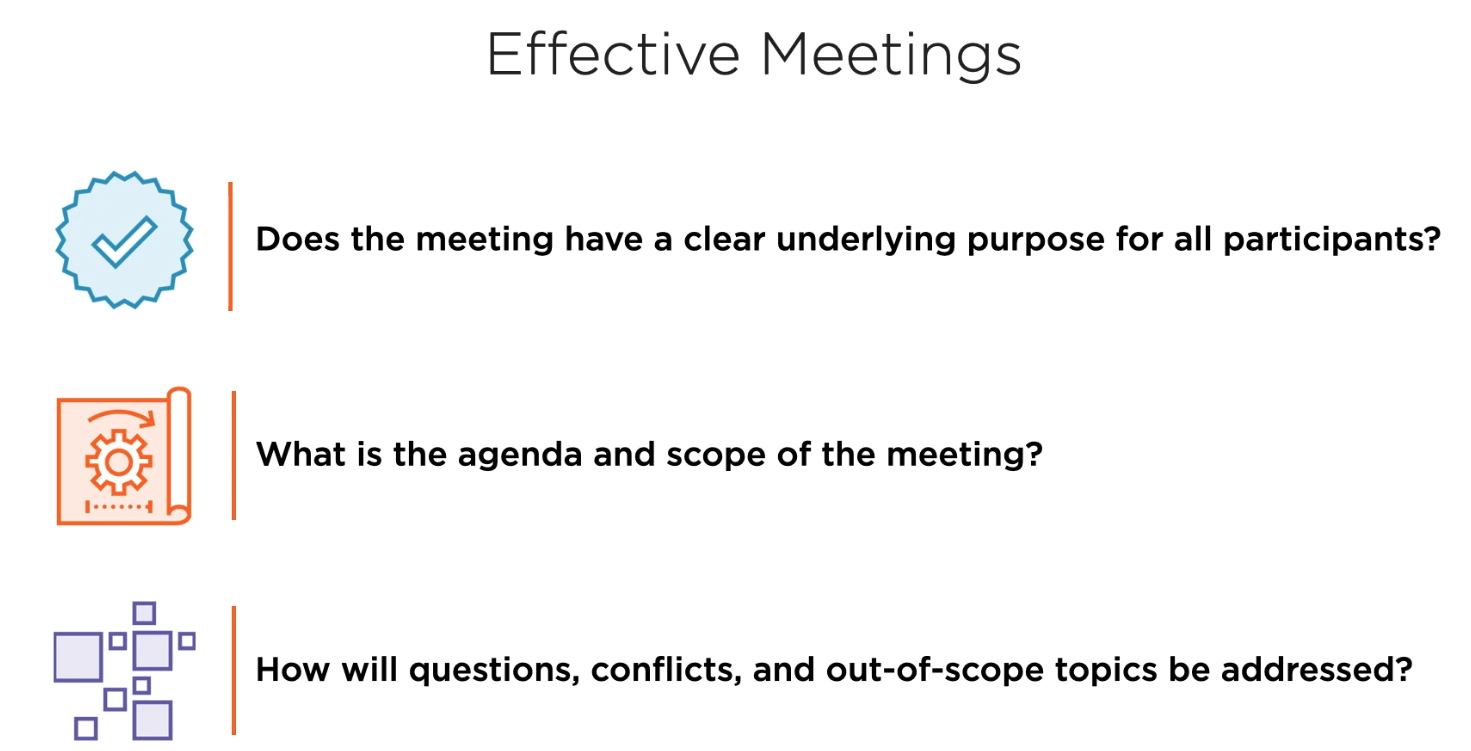 Effective Meetings
Does the meeting have a clear underlying purpose for all participants?
What is the agenda and scope of the meeting?
How will questions, conflicts, and out-of-scope topics be addressed?